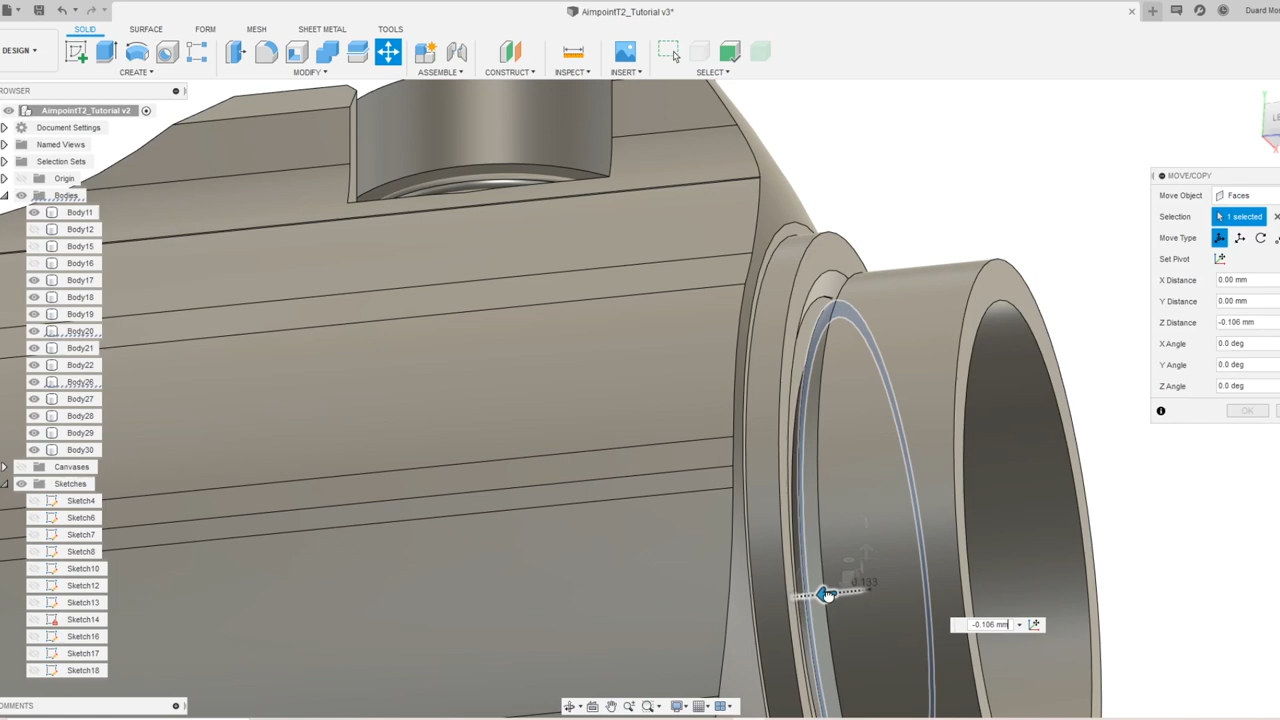 AimpointT2_Tutorial v3*
Duard Mo
SOLID SURFACE FORM MESH SHEET METAL TOOLS
DESIGN
CREATE MODIFY ASSEMBLE CONSTRUCT INSPECT INSERT SELECT
BROWSER
AimpointT2_Tutorial v2
Document Settings
Named Views
Selection Sets
Origin
Bodies
Body11
Body12
Body15
Body16
Body17
Body18
Body19
Body20
Body21
Body22
Body26
Body27
Body28
Body29
Body30
Canvases
Sketches
Sketch4
Sketch6
Sketch7
Sketch8
Sketch10
Sketch12
Sketch13
Sketch14
Sketch16
Sketch17
Sketch18
COMMENTS
0.133
-0.106 mm
LE
MOVE/COPY
Move Object Faces
Selection 1 selected
Move Type
Set Pivot
X Distance 0.00 mm
Y Distance 0.00 mm
Z Distance -0.106 mm
X Angle 0.0 deg
Y Angle 0.0 deg
Z Angle 0.0 deg
OK